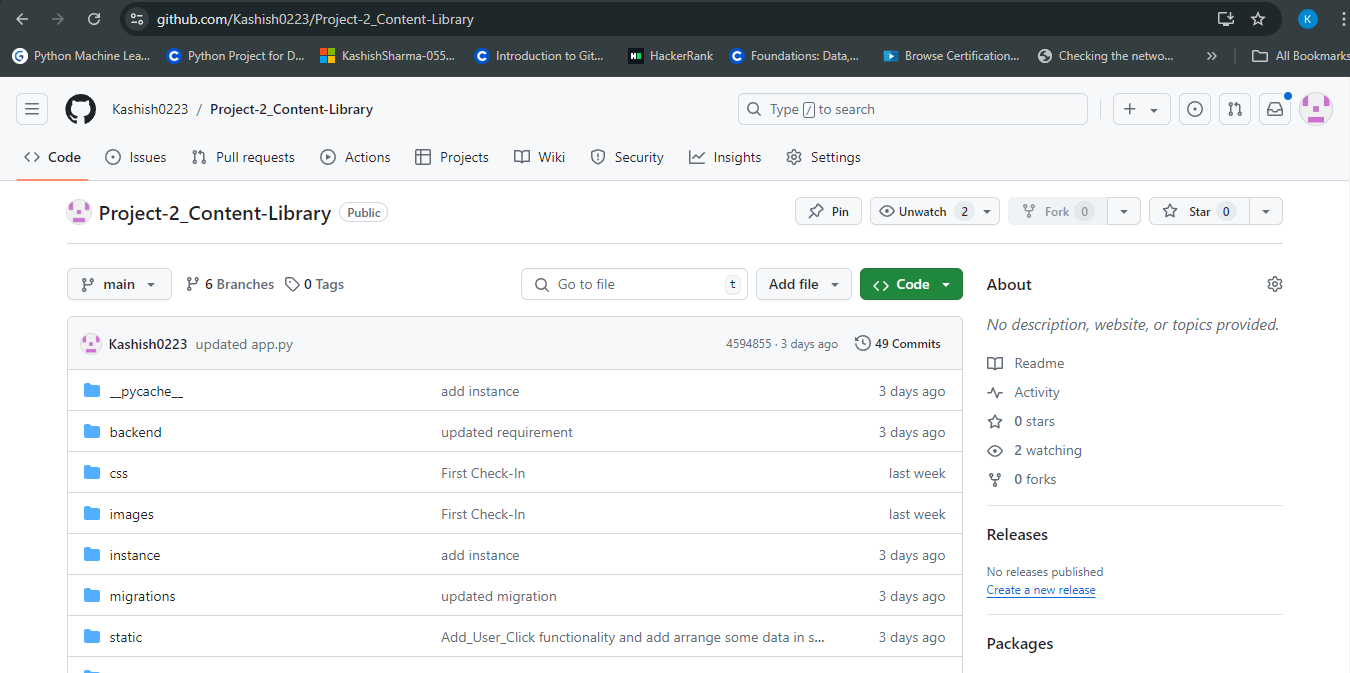 github.com/Kashish0223/Project-2_Content-Library
K
Python Machine Lea... Python Project for D... KashishSharma-055... Introduction to Git... HackerRank Foundations: Data,... Browse Certification... Checking the netwo... » All Bookmarks
Kashish0223 / Project-2_Content-Library Type / to search
Code Issues Pull requests Actions Projects Wiki Security Insights Settings
Project-2_Content-Library Public Pin Unwatch 2 Fork 0 Star 0
main 6 Branches 0 Tags Go to file t Add file Code
About
No description, website, or topics provided.
Kashish0223 updated app.py 4594855 · 3 days ago 49 Commits
Readme
__pycache__ add instance 3 days ago
Activity
0 stars
backend updated requirement 3 days ago
2 watching
css First Check-In last week
0 forks
images First Check-In last week
Releases
instance add instance 3 days ago
No releases published
Create a new release
migrations updated migration 3 days ago
static Add_User_Click functionality and add arrange some data in s... 3 days ago
Packages